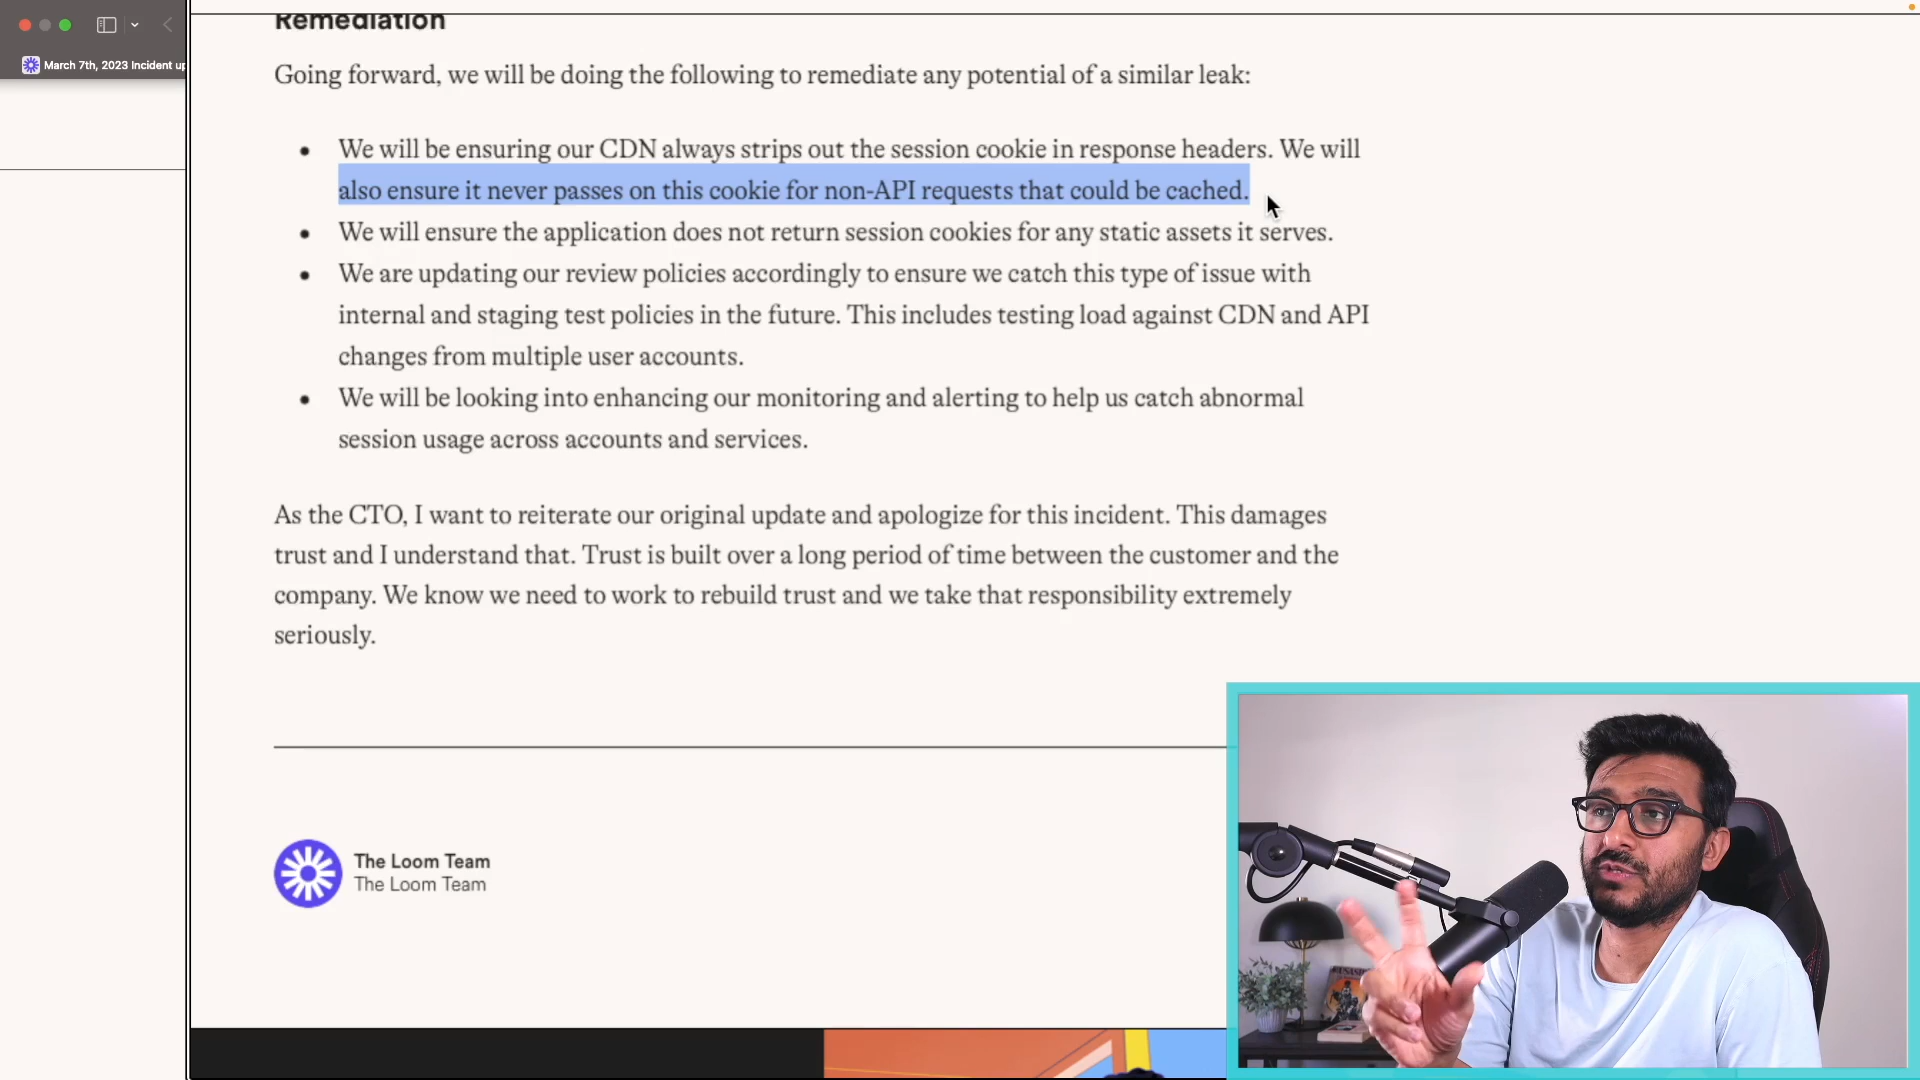 March 7th, 2023 Incident up
Remediation
Going forward, we will be doing the following to remediate any potential of a similar leak:
• We will be ensuring our CDN always strips out the session cookie in response headers. We will
also ensure it never passes on this cookie for non-API requests that could be cached.
• We will ensure the application does not return session cookies for any static assets it serves.
• We are updating our review policies accordingly to ensure we catch this type of issue with
internal and staging test policies in the future. This includes testing load against CDN and API
changes from multiple user accounts.
• We will be looking into enhancing our monitoring and alerting to help us catch abnormal
session usage across accounts and services.
As the CTO, I want to reiterate our original update and apologize for this incident. This damages
trust and I understand that. Trust is built over a long period of time between the customer and the
company. We know we need to work to rebuild trust and we take that responsibility extremely
seriously.
The Loom Team
The Loom Team